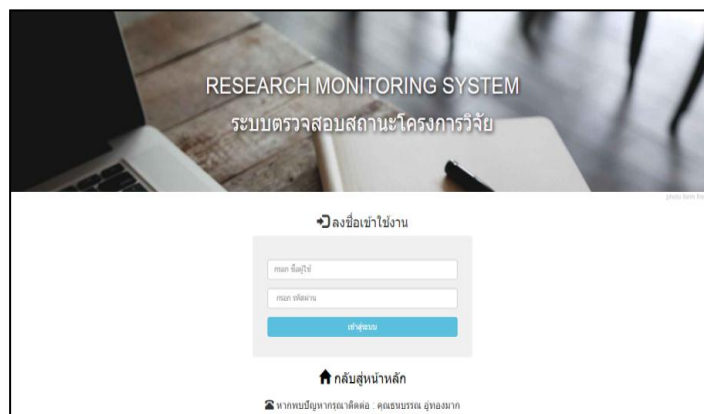 RESEARCH MONITORING SYSTEM
ระบบตรวจสอบสถานะโครงการวิจัย
photo form
ลงชื่อเข้าใช้งาน
กรอก ชื่อผู้ใช้
กรอก รหัสผ่าน
เข้าสู่ระบบ
กลับสู่หน้าหลัก
หากพบปัญหากรุณาติดต่อ : คุณธนบรรณ อู่ทองมาก